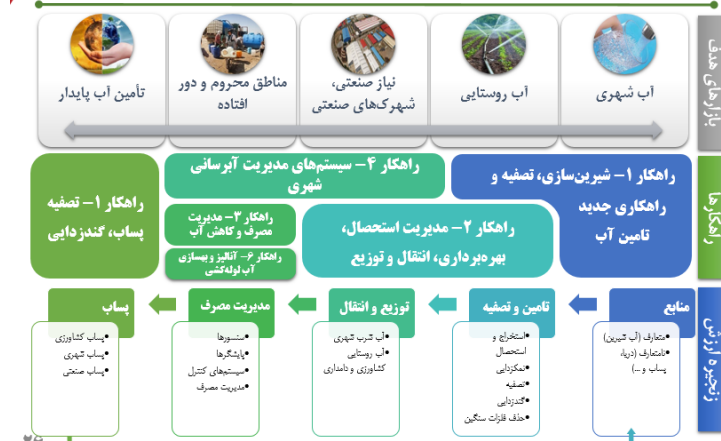 بازارهای هدف
آب شهری
آب روستایی
نیاز صنعتی،
شهرک‌های صنعتی
مناطق محروم و دور
افتاده
تأمین آب پایدار
راهکارها
راهکار ۱– شیرین‌سازی، تصفیه و
راهکاری جدید
تامین آب
راهکار ۲– مدیریت استحصال،
بهره‌برداری، انتقال و توزیع
راهکار ۴– سیستم‌های مدیریت آبرسانی
شهری
راهکار ۳– مدیریت
مصرف و کاهش آب
راهکار ۶– آنالیز و بهسازی
آب لوله‌کشی
راهکار ۱– تصفیه
پساب، گندزدایی
زنجیره ارزش
منابع
•متعارف (آب شیرین)
•نامتعارف (دریا،
پساب و ...)
تامین و تصفیه
•استخراج و
استحصال
•نمکزدایی
•تصفیه
•گندزدایی
•حذف فلزات سنگین
توزیع و انتقال
•آب شرب شهری
•آب روستایی
کشاورزی و دامداری
مدیریت مصرف
•سنسورها
•پایشگرها
•سیستم‌های کنترل
•مدیریت مصرف
پساب
•پساب کشاورزی
•پساب شهری
•پساب صنعتی